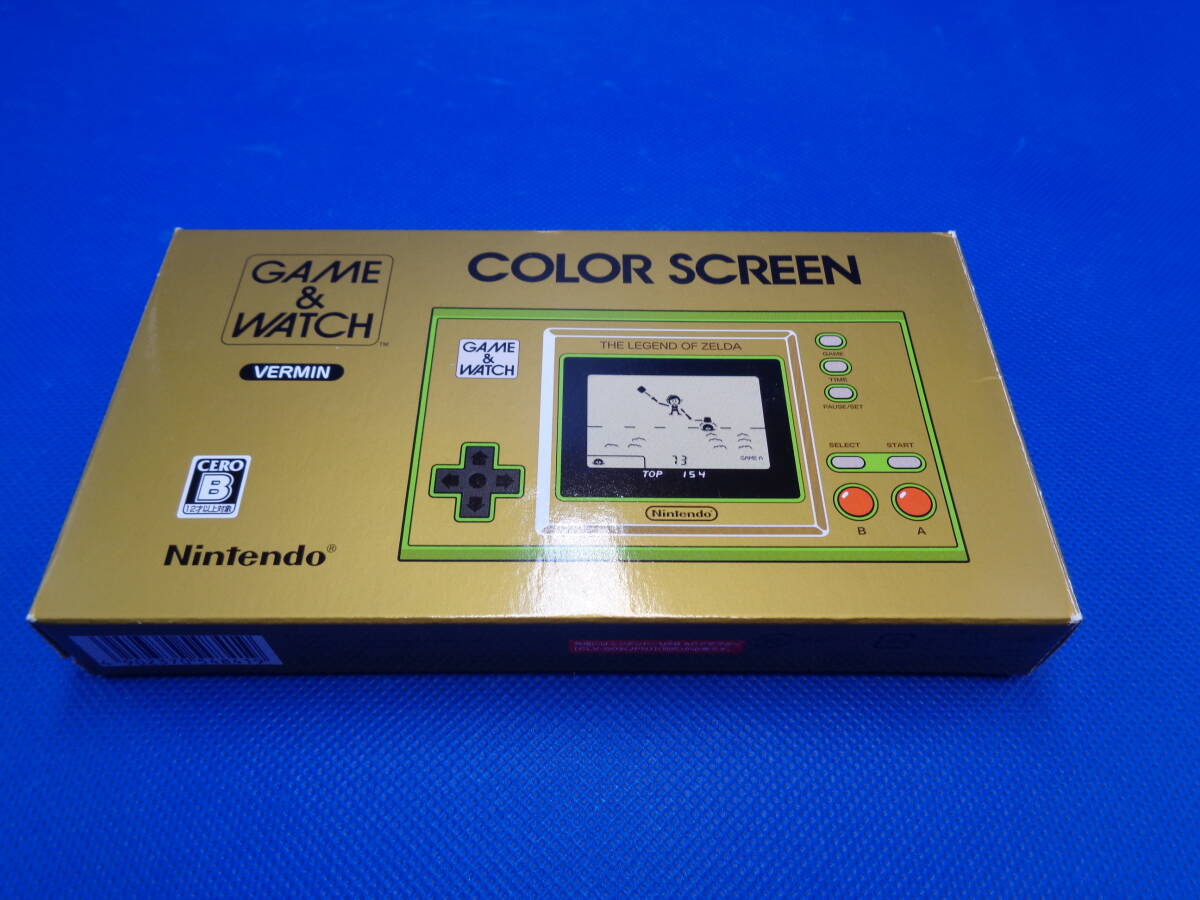 GAME
&
WATCH™
VERMIN
CERO
B
12才以上対象
Nintendo®
COLOR SCREEN
GAME
&
WATCH
THE LEGEND OF ZELDA
73
GAME A
TOP 154
Nintendo
GAME
TIME
PAUSE/SET
SELECT START
B A